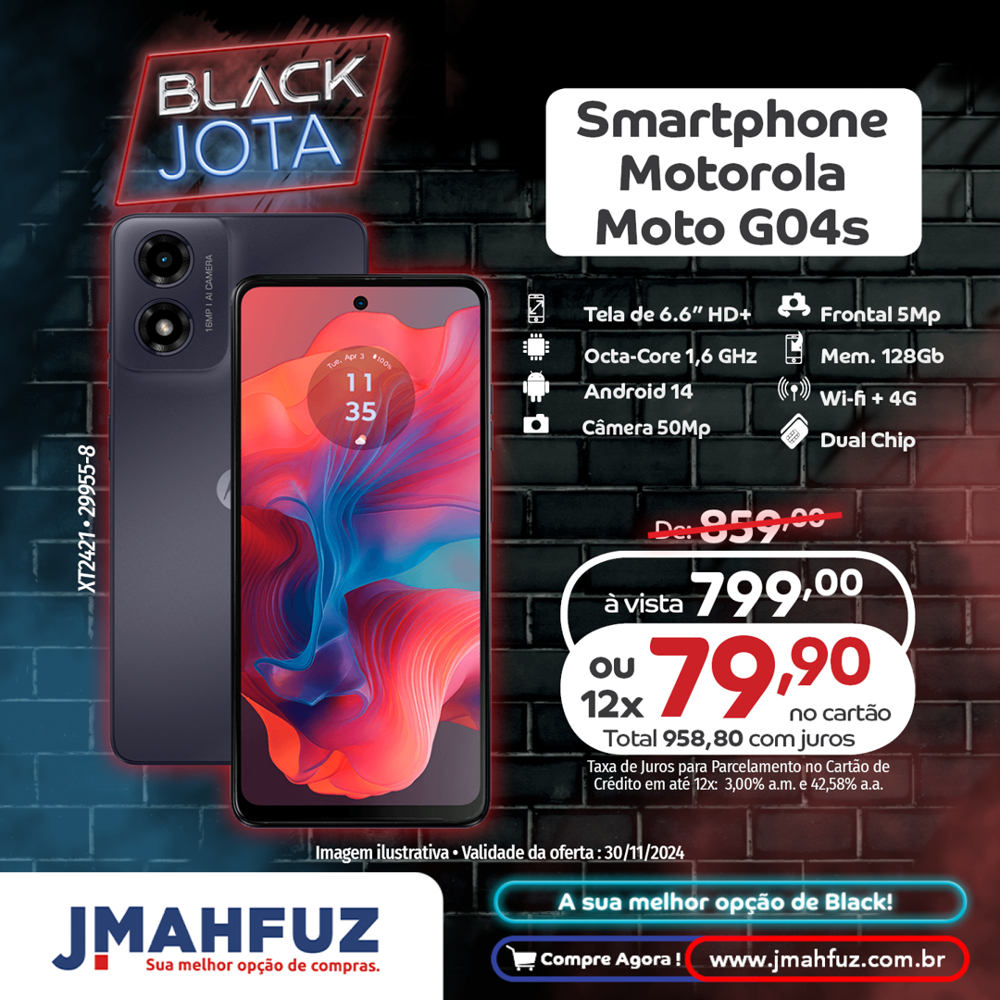 BLACK
JOTA
Smartphone
Motorola
Moto G04s
16MP | AI CAMERA
Tue, Apr 3 100%
11
35
XT2421 • 29955-8
Tela de 6.6” HD+
Octa-Core 1,6 GHz
Android 14
Câmera 50Mp
Frontal 5Mp
Mem. 128Gb
Wi-fi + 4G
Dual Chip
De: 859,00
à vista 799,00
ou
12x 79,90
no cartão
Total 958,80 com juros
Taxa de Juros para Parcelamento no Cartão de
Crédito em até 12x: 3,00% a.m. e 42,58% a.a.
Imagem ilustrativa • Validade da oferta : 30/11/2024
JMAHFUZ
Sua melhor opção de compras.
A sua melhor opção de Black!
Compre Agora !
www.jmahfuz.com.br